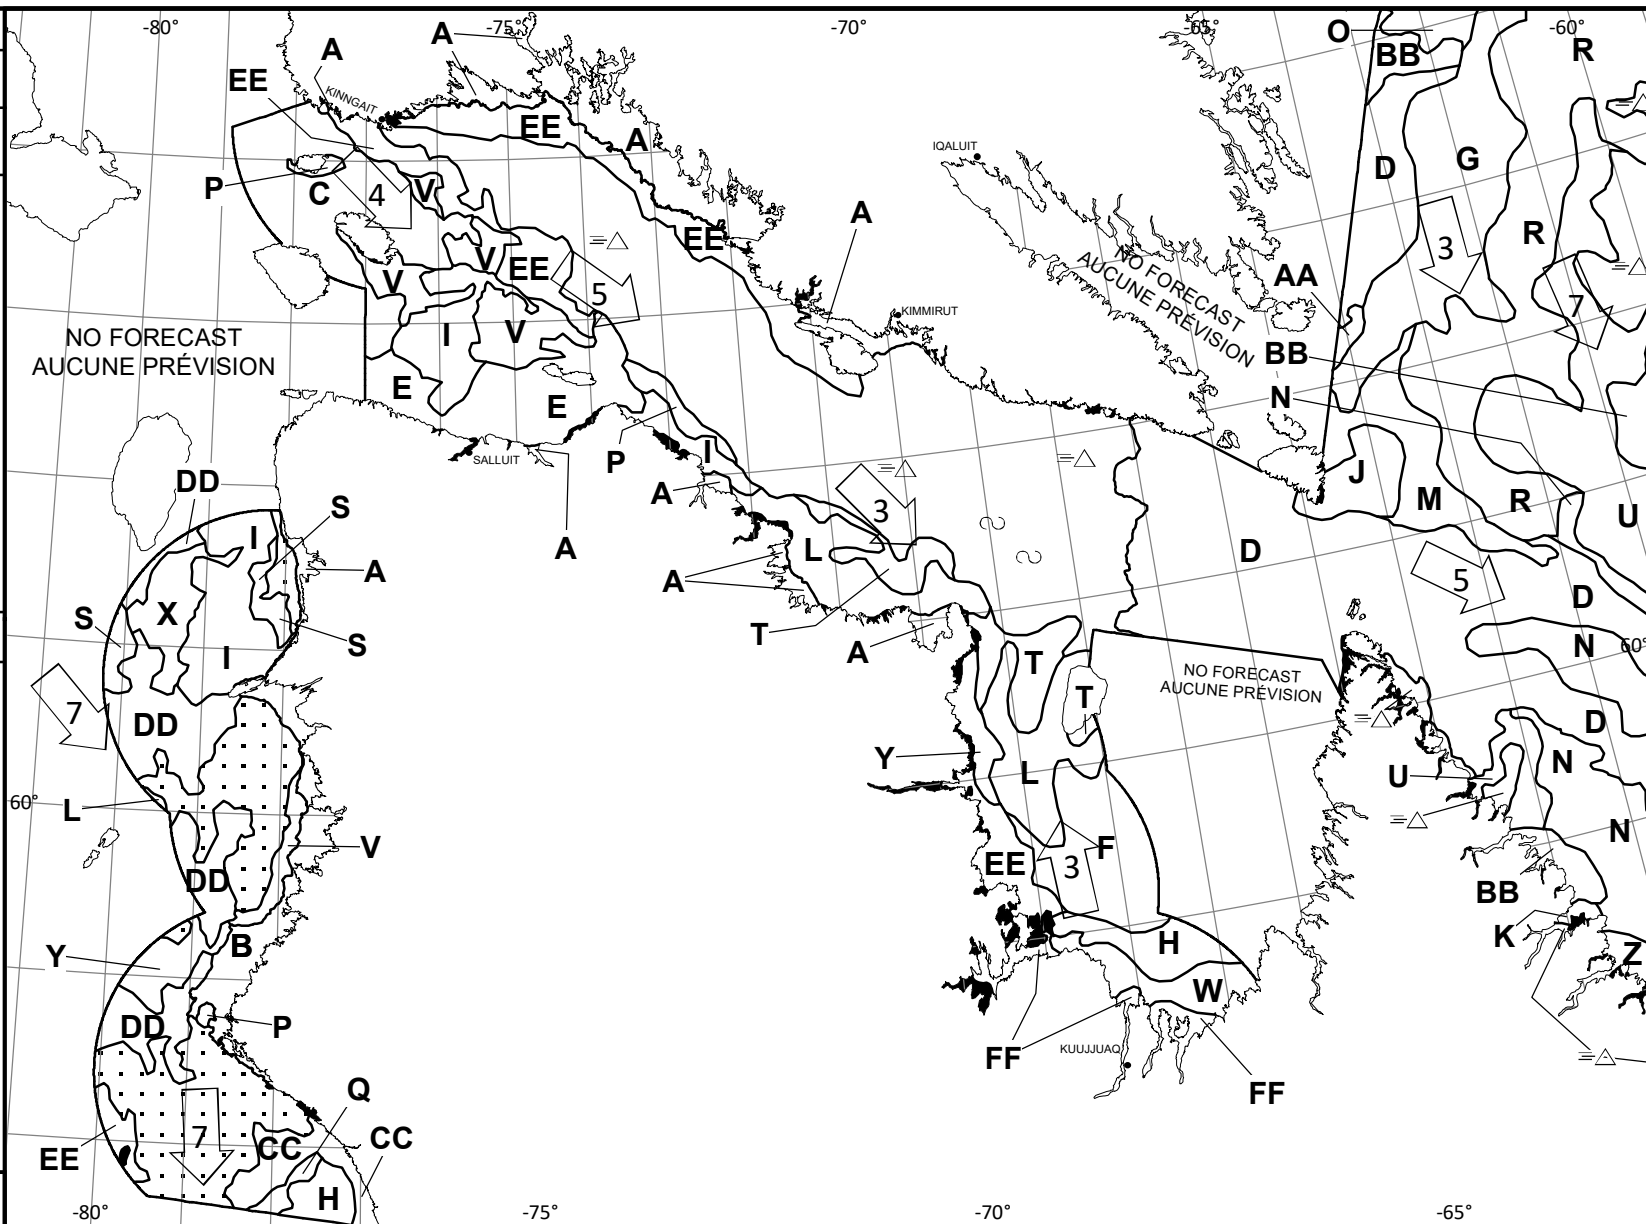 -80°
-75°
-70°
-65°
-60°
A
A
O
BB
R
EE
KINNGAIT
EE
A
IQALUIT
D
G
P
C
4
V
A
R
EE
NO FORECAST
AUCUNE PRÉVISION
3
V
EE
V
AA
5
7
KIMMIRUT
NO FORECAST
AUCUNE PRÉVISION
I
V
BB
E
E
N
P
I
SALLUIT
J
DD
A
M
R
U
S
3
I
A
L
D
A
A
5
X
D
S
S
T
A
N
60°
I
T
NO FORECAST
AUCUNE PRÉVISION
T
7
DD
D
Y
L
U
N
60°
L
V
F
N
DD
EE
3
BB
B
H
K
Y
Z
W
DD
P
FF
KUUJJUAQ
FF
Q
7
CC
CC
EE
H
-80°
-75°
-70°
-65°